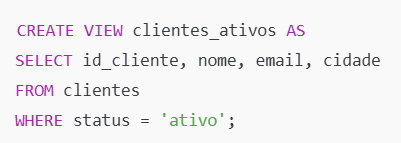 CREATE VIEW clientes_ativos AS
SELECT id_cliente, nome, email, cidade
FROM clientes
WHERE status = 'ativo';